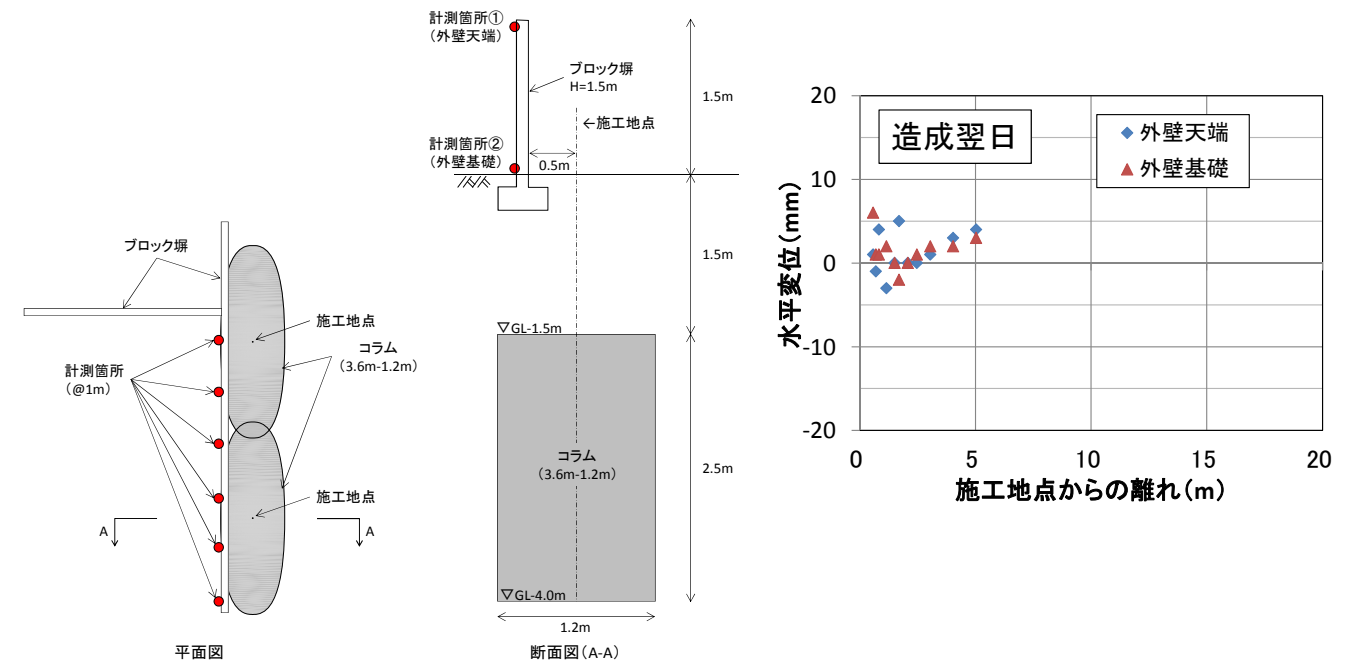 ブロック塀
施工地点
コラム
(3.6m-1.2m)
計測箇所
(@1m)
施工地点
A
A
平面図
計測箇所①
(外壁天端)
ブロック塀
H=1.5m
←施工地点
計測箇所②
(外壁基礎)
0.5m
1.5m
1.5m
▽GL-1.5m
コラム
(3.6m-1.2m)
2.5m
▽GL-4.0m
1.2m
断面図(A-A)
造成翌日
外壁天端
外壁基礎
水平変位(mm)
20
10
0
-10
-20
0
5
10
15
20
施工地点からの離れ(m)